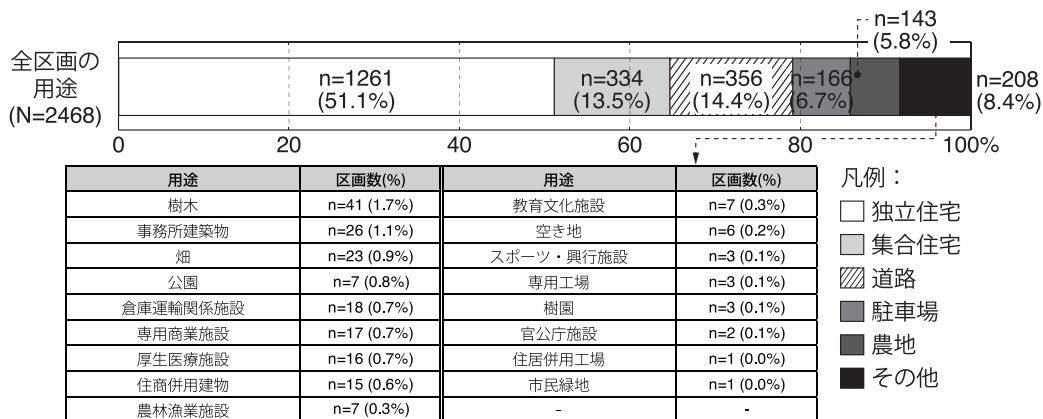 n=143
(5.8%)
全区画の
用途
(N=2468)
n=1261
(51.1%)
n=334
(13.5%)
n=356
(14.4%)
n=166
(6.7%)
n=208
(8.4%)
0 20 40 60 80 100%
用途 区画数(%) 用途 区画数(%)
樹木 n=41 (1.7%) 教育文化施設 n=7 (0.3%)
事務所建築物 n=26 (1.1%) 空き地 n=6 (0.2%)
畑 n=23 (0.9%) スポーツ・興行施設 n=3 (0.1%)
公園 n=7 (0.8%) 専用工場 n=3 (0.1%)
倉庫運輸関係施設 n=18 (0.7%) 樹園 n=3 (0.1%)
専用商業施設 n=17 (0.7%) 官公庁施設 n=2 (0.1%)
厚生医療施設 n=16 (0.7%) 住居併用工場 n=1 (0.0%)
住商併用建物 n=15 (0.6%) 市民緑地 n=1 (0.0%)
農林漁業施設 n=7 (0.3%) - -
凡例：
独立住宅
集合住宅
道路
駐車場
農地
その他